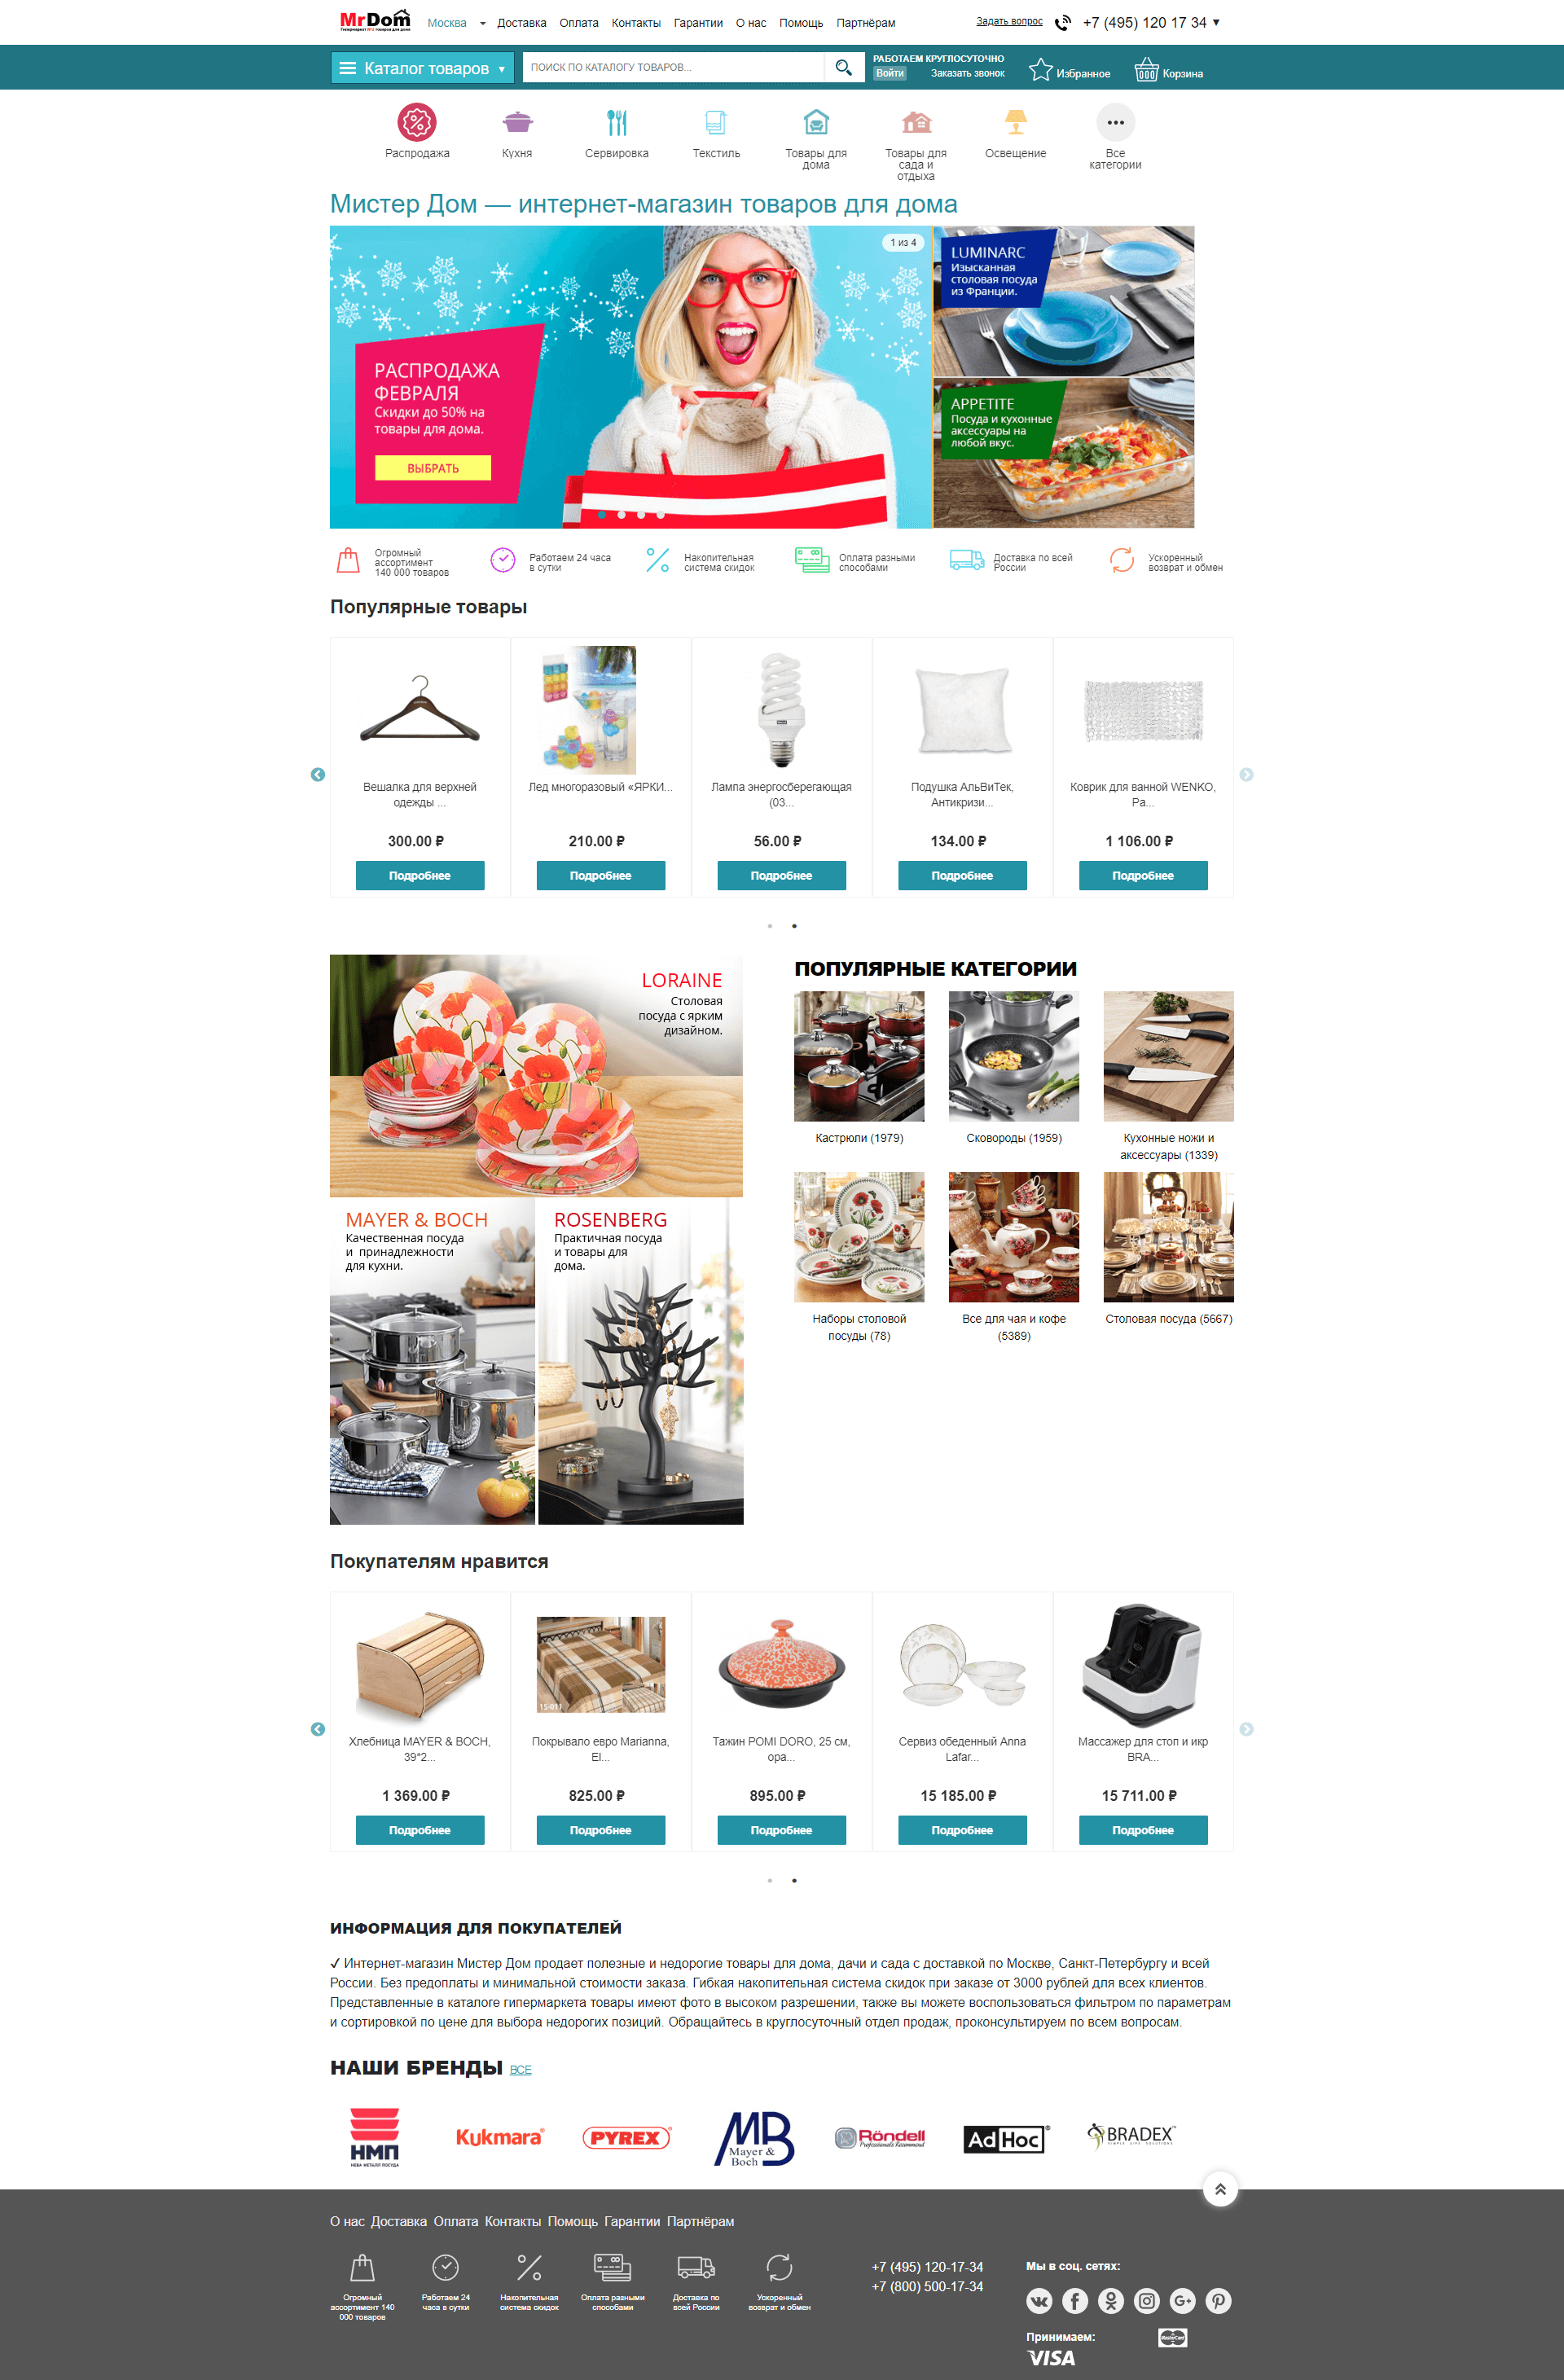 MrDom
Гипермаркет №1 товаров для дома
Москва
Доставка
Оплата
Контакты
Гарантии
О нас
Помощь
Партнёрам
Задать вопрос
+7 (495) 120 17 34 ▼
Каталог товаров ▼
ПОИСК ПО КАТАЛОГУ ТОВАРОВ...
РАБОТАЕМ КРУГЛОСУТОЧНО
Войти
Заказать звонок
Избранное
Корзина
Распродажа
Кухня
Сервировка
Текстиль
Товары для
дома
Товары для
сада и
отдыха
Освещение
Все
категории
Мистер Дом — интернет-магазин товаров для дома
1 из 4
РАСПРОДАЖА
ФЕВРАЛЯ
Скидки до 50% на
товары для дома.
ВЫБРАТЬ
LUMINARC
Изысканная
столовая посуда
из Франции.
APPETITE
Посуда и кухонные
аксессуары на
любой вкус.
Огромный
ассортимент
140 000 товаров
Работаем 24 часа
в сутки
Накопительная
система скидок
Оплата разными
способами
Доставка по всей
России
Ускоренный
возврат и обмен
Популярные товары
Вешалка для верхней
одежды ...
300.00 ₽
Подробнее
Лед многоразовый «ЯРКИ...
210.00 ₽
Подробнее
Лампа энергосберегающая
(03...
56.00 ₽
Подробнее
Подушка АльВиТек,
Антикризи...
134.00 ₽
Подробнее
Коврик для ванной WENKO,
Pa...
1 106.00 ₽
Подробнее
LORAINE
Столовая
посуда с ярким
дизайном.
MAYER & BOCH
Качественная посуда
и принадлежности
для кухни.
ROSENBERG
Практичная посуда
и товары для
дома.
ПОПУЛЯРНЫЕ КАТЕГОРИИ
Кастрюли (1979)
Сковороды (1959)
Кухонные ножи и
аксессуары (1339)
Наборы столовой
посуды (78)
Все для чая и кофе
(5389)
Столовая посуда (5667)
Покупателям нравится
Хлебница MAYER & BOCH,
39*2...
1 369.00 ₽
Подробнее
15-011
Покрывало евро Marianna,
El...
825.00 ₽
Подробнее
Тажин POMI DORO, 25 см,
ора...
895.00 ₽
Подробнее
Сервиз обеденный Anna
Lafar...
15 185.00 ₽
Подробнее
Массажер для стоп и икр
BRA...
15 711.00 ₽
Подробнее
ИНФОРМАЦИЯ ДЛЯ ПОКУПАТЕЛЕЙ
✓ Интернет-магазин Мистер Дом продает полезные и недорогие товары для дома, дачи и сада с доставкой по Москве, Санкт-Петербургу и всей
России. Без предоплаты и минимальной стоимости заказа. Гибкая накопительная система скидок при заказе от 3000 рублей для всех клиентов.
Представленные в каталоге гипермаркета товары имеют фото в высоком разрешении, также вы можете воспользоваться фильтром по параметрам
и сортировкой по цене для выбора недорогих позиций. Обращайтесь в круглосуточный отдел продаж, проконсультируем по всем вопросам.
НАШИ БРЕНДЫ ВСЕ
НМП
НЕВА МЕТАЛЛ ПОСУДА
Kukmara®
PYREX
MB
Mayer &
Boch
Röndell
Professionals Recommend
AdHoc®
BRADEX
SIMPLE LIFE SOLUTIONS
О нас Доставка Оплата Контакты Помощь Гарантии Партнёрам
Огромный
ассортимент 140
000 товаров
Работаем 24
часа в сутки
Накопительная
система скидок
Оплата разными
способами
Доставка по
всей России
Ускоренный
возврат и обмен
+7 (495) 120-17-34
+7 (800) 500-17-34
Мы в соц. сетях:
Принимаем:
MasterCard
VISA